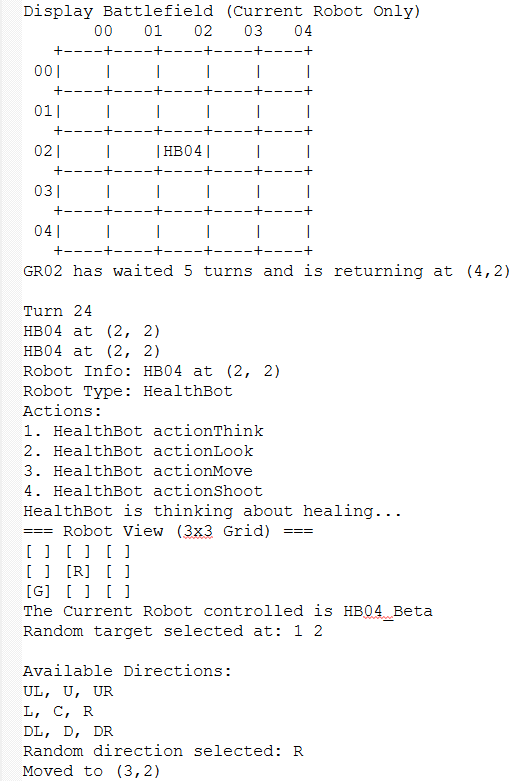 Display Battlefield (Current Robot Only)
       00   01   02   03   04
   +----+----+----+----+----+
 00|    |    |    |    |    |
   +----+----+----+----+----+
 01|    |    |    |    |    |
   +----+----+----+----+----+
 02|    |    |HB04|    |    |
   +----+----+----+----+----+
 03|    |    |    |    |    |
   +----+----+----+----+----+
 04|    |    |    |    |    |
   +----+----+----+----+----+
GR02 has waited 5 turns and is returning at (4,2)

Turn 24
HB04 at (2, 2)
HB04 at (2, 2)
Robot Info: HB04 at (2, 2)
Robot Type: HealthBot
Actions:
1. HealthBot actionThink
2. HealthBot actionLook
3. HealthBot actionMove
4. HealthBot actionShoot
HealthBot is thinking about healing...
=== Robot View (3x3 Grid) ===
[ ] [ ] [ ]
[ ] [R] [ ]
[G] [ ] [ ]
The Current Robot controlled is HB04_Beta
Random target selected at: 1 2

Available Directions:
UL, U, UR
L, C, R
DL, D, DR
Random direction selected: R
Moved to (3,2)